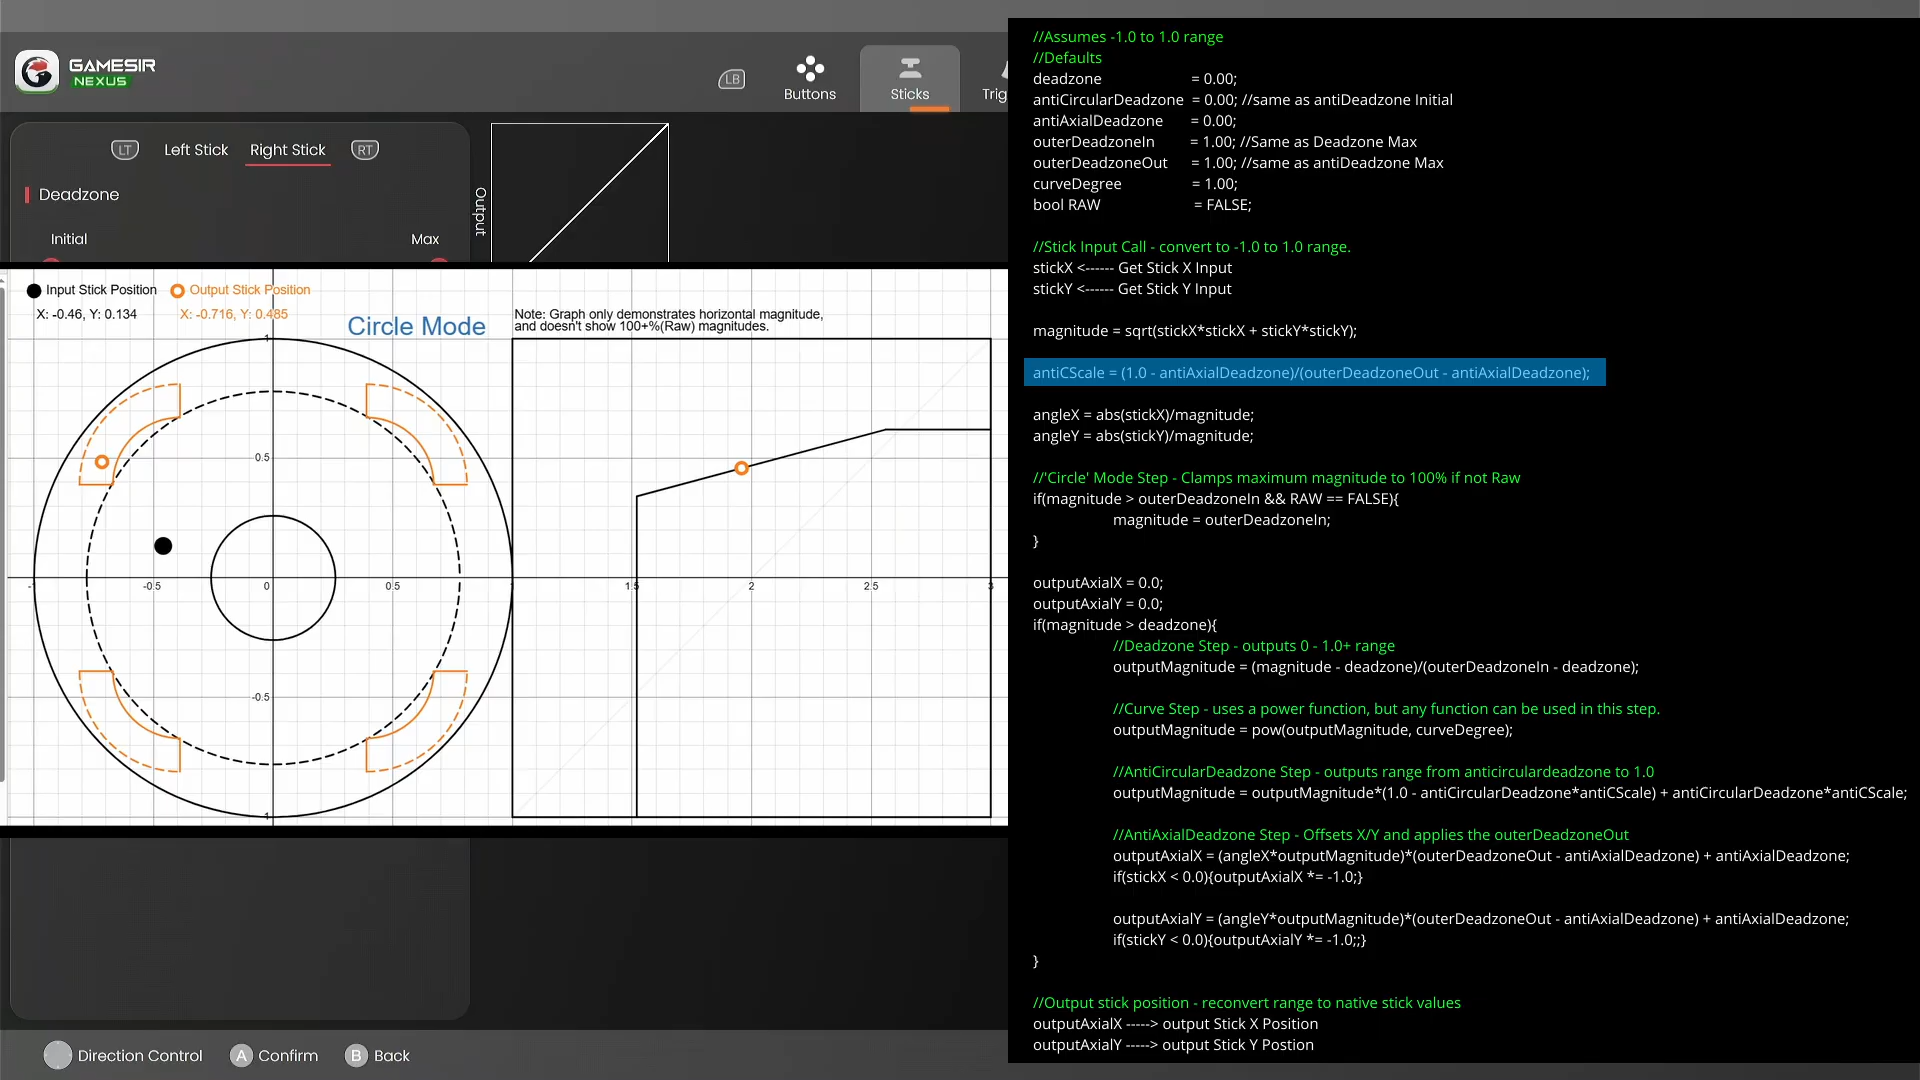 GAMESIR
NEXUS
LB
Buttons
Sticks
Trig
LT
Left Stick
Right Stick
RT
Deadzone
Initial
Max
Output
Input Stick Position
Output Stick Position
X: -0.46, Y: 0.134
X: -0.716, Y: 0.485
Circle Mode
Note: Graph only demonstrates horizontal magnitude,
and doesn't show 100+%(Raw) magnitudes.
1
0.5
-1
-0.5
0
0.5
1
1.5
2
2.5
3
-0.5
-1
Direction Control
A
Confirm
B
Back
//Assumes -1.0 to 1.0 range
//Defaults
deadzone = 0.00;
antiCircularDeadzone = 0.00; //same as antiDeadzone Initial
antiAxialDeadzone = 0.00;
outerDeadzoneIn = 1.00; //Same as Deadzone Max
outerDeadzoneOut = 1.00; //same as antiDeadzone Max
curveDegree = 1.00;
bool RAW = FALSE;
//Stick Input Call - convert to -1.0 to 1.0 range.
stickX <------ Get Stick X Input
stickY <------ Get Stick Y Input
magnitude = sqrt(stickX*stickX + stickY*stickY);
antiCScale = (1.0 - antiAxialDeadzone)/(outerDeadzoneOut - antiAxialDeadzone);
angleX = abs(stickX)/magnitude;
angleY = abs(stickY)/magnitude;
//'Circle' Mode Step - Clamps maximum magnitude to 100% if not Raw
if(magnitude > outerDeadzoneIn && RAW == FALSE){
magnitude = outerDeadzoneIn;
}
outputAxialX = 0.0;
outputAxialY = 0.0;
if(magnitude > deadzone){
//Deadzone Step - outputs 0 - 1.0+ range
outputMagnitude = (magnitude - deadzone)/(outerDeadzoneIn - deadzone);
//Curve Step - uses a power function, but any function can be used in this step.
outputMagnitude = pow(outputMagnitude, curveDegree);
//AntiCircularDeadzone Step - outputs range from anticirculardeadzone to 1.0
outputMagnitude = outputMagnitude*(1.0 - antiCircularDeadzone*antiCScale) + antiCircularDeadzone*antiCScale;
//AntiAxialDeadzone Step - Offsets X/Y and applies the outerDeadzoneOut
outputAxialX = (angleX*outputMagnitude)*(outerDeadzoneOut - antiAxialDeadzone) + antiAxialDeadzone;
if(stickX < 0.0){outputAxialX *= -1.0;}
outputAxialY = (angleY*outputMagnitude)*(outerDeadzoneOut - antiAxialDeadzone) + antiAxialDeadzone;
if(stickY < 0.0){outputAxialY *= -1.0;;}
}
//Output stick position - reconvert range to native stick values
outputAxialX -----> output Stick X Position
outputAxialY -----> output Stick Y Postion